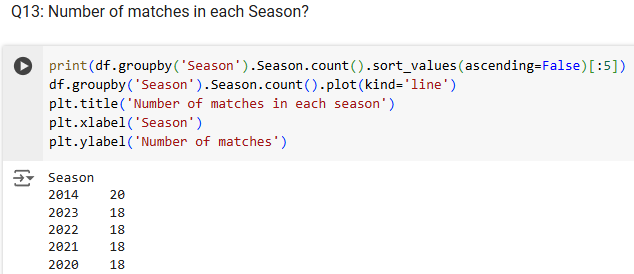 Q13: Number of matches in each Season?
print(df.groupby('Season').Season.count().sort_values(ascending=False)[:5])
df.groupby('Season').Season.count().plot(kind='line')
plt.title('Number of matches in each season')
plt.xlabel('Season')
plt.ylabel('Number of matches')
Season
2014    20
2023    18
2022    18
2021    18
2020    18